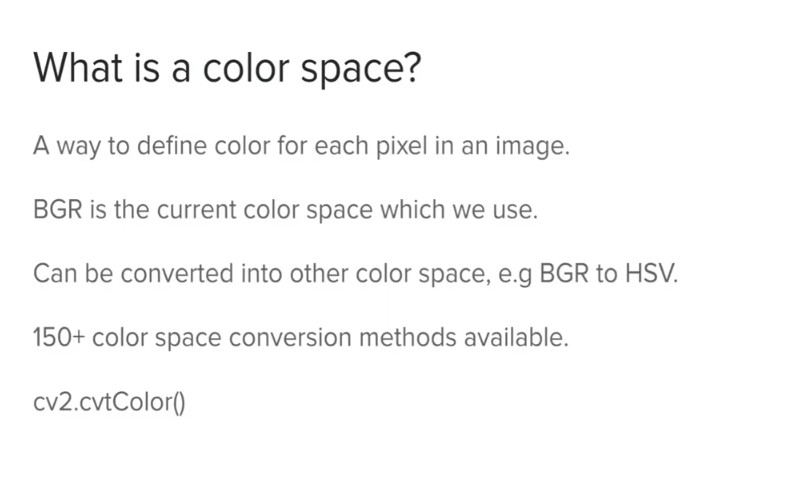 What is a color space?
A way to define color for each pixel in an image.
BGR is the current color space which we use.
Can be converted into other color space, e.g BGR to HSV.
150+ color space conversion methods available.
cv2.cvtColor()